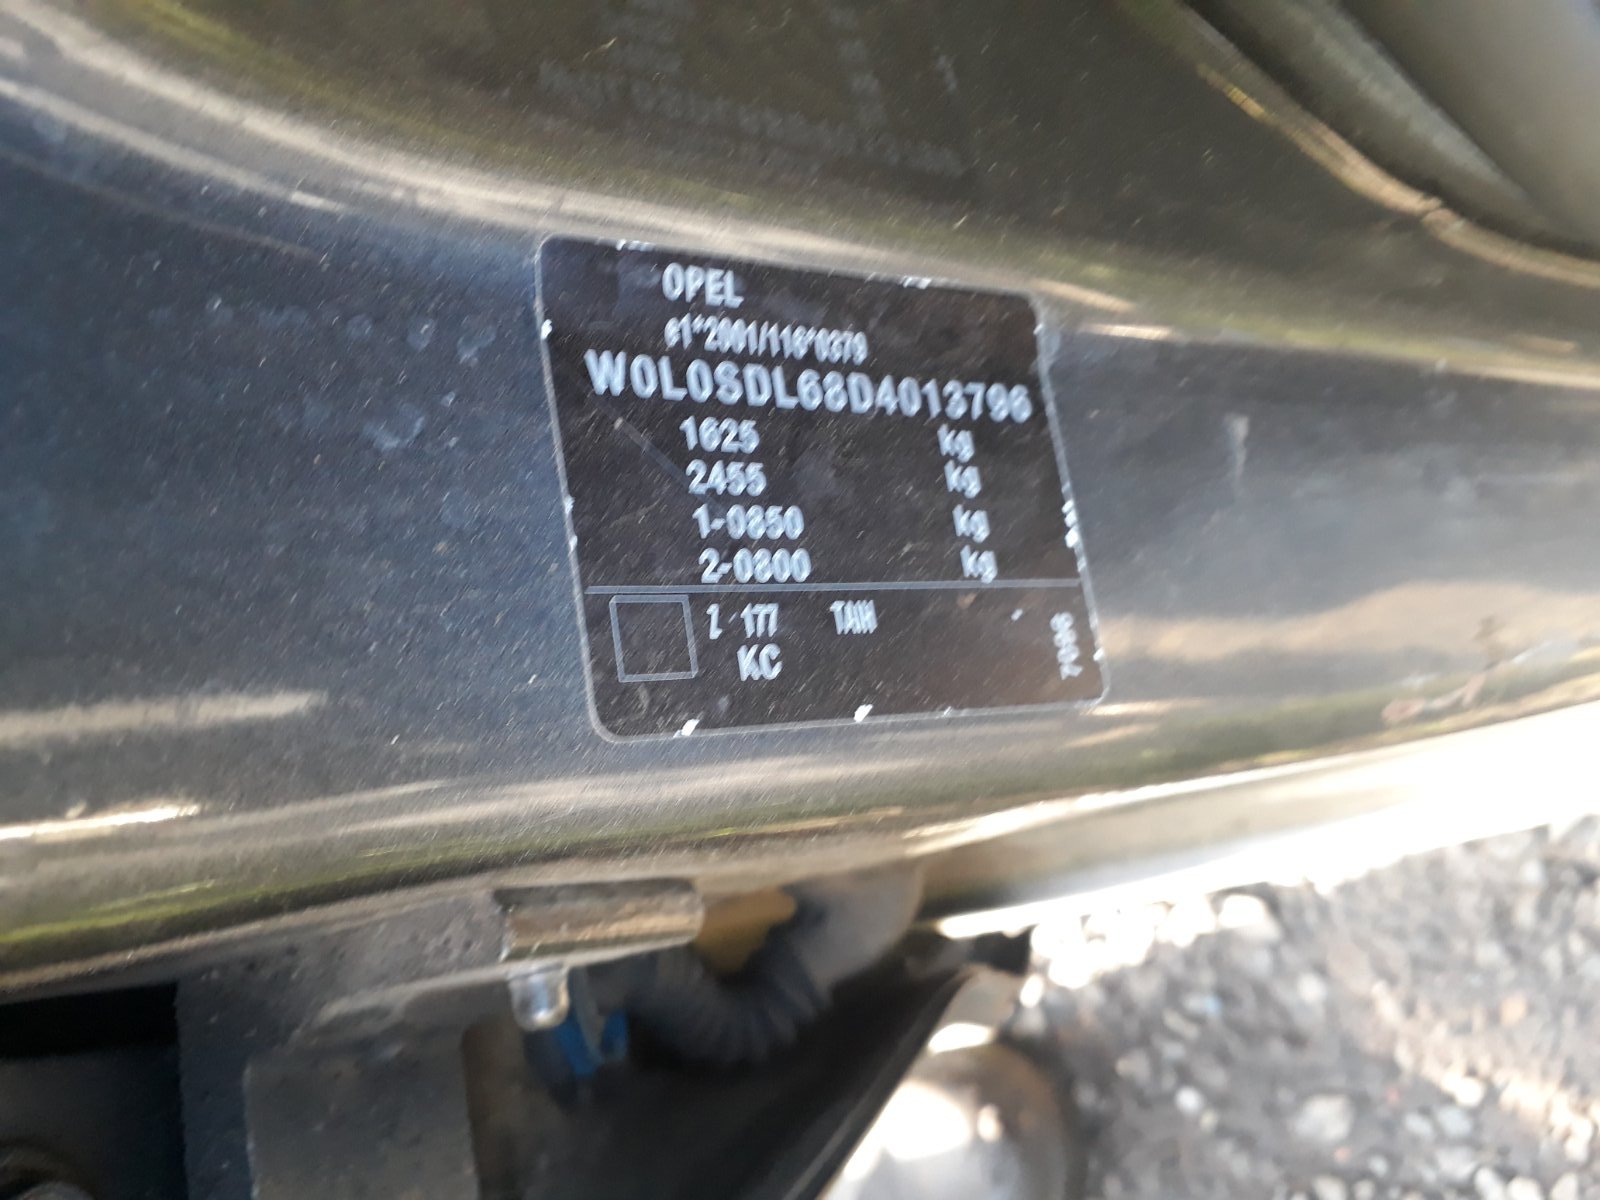 OPEL
e1*2001/116*0379
W0L0SDL68D4013796
1625 kg
2455 kg
1-0850 kg
2-0800 kg
Z 177
KC